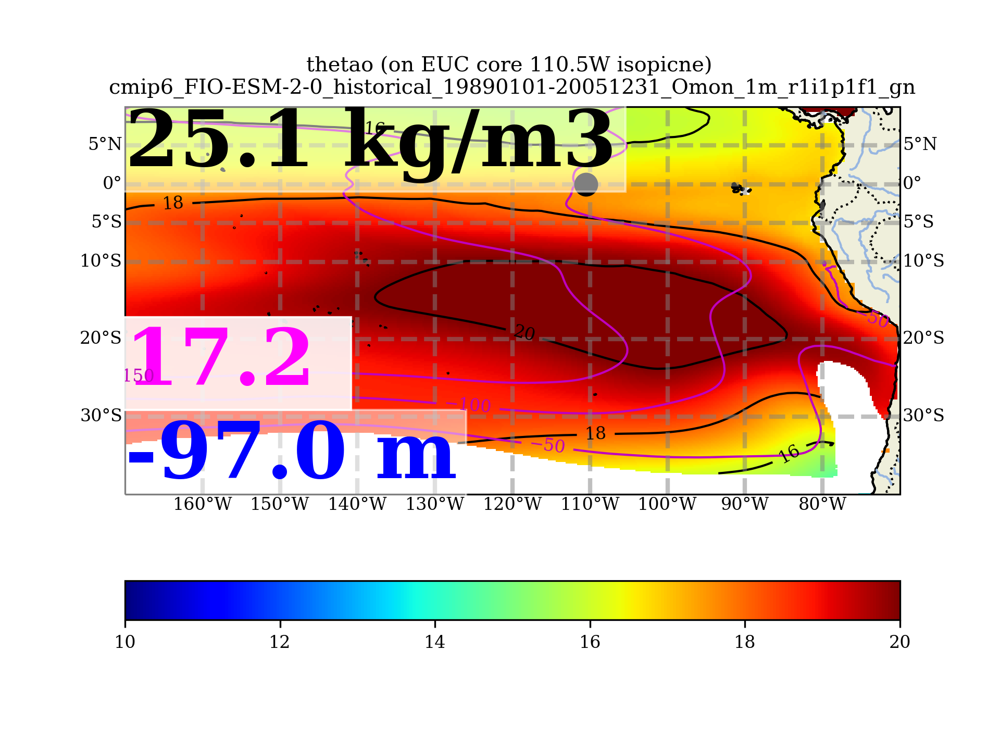 thetao (on EUC core 110.5W isopicne)
cmip6_FIO-ESM-2-0_historical_19890101-20051231_Omon_1m_r1i1p1f1_gn
25.1 kg/m3
16
5°N
5°N
0°
0°
18
5°S
5°S
10°S
10°S
−50
17.2
20
20°S
20°S
150
−100
30°S
30°S
-97.0 m
18
−50
16
160°W 150°W 140°W 130°W 120°W 110°W 100°W 90°W 80°W
10 12 14 16 18 20